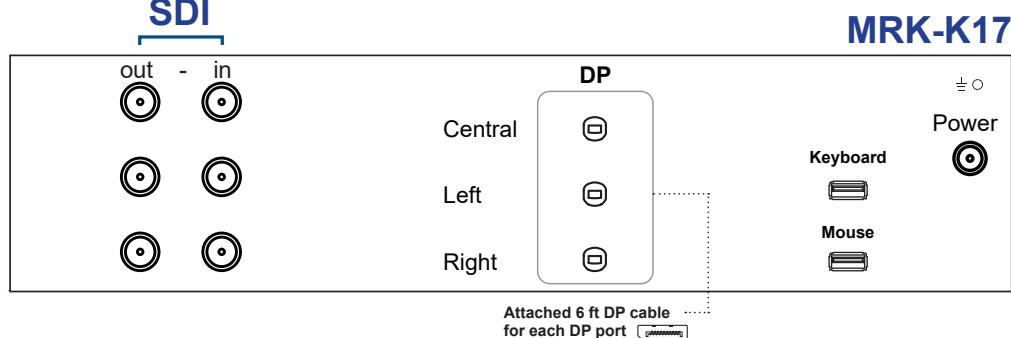 SDI
MRK-K17
out - in
DP
Central
Power
Keyboard
Left
Mouse
Right
Attached 6 ft DP cable
for each DP port